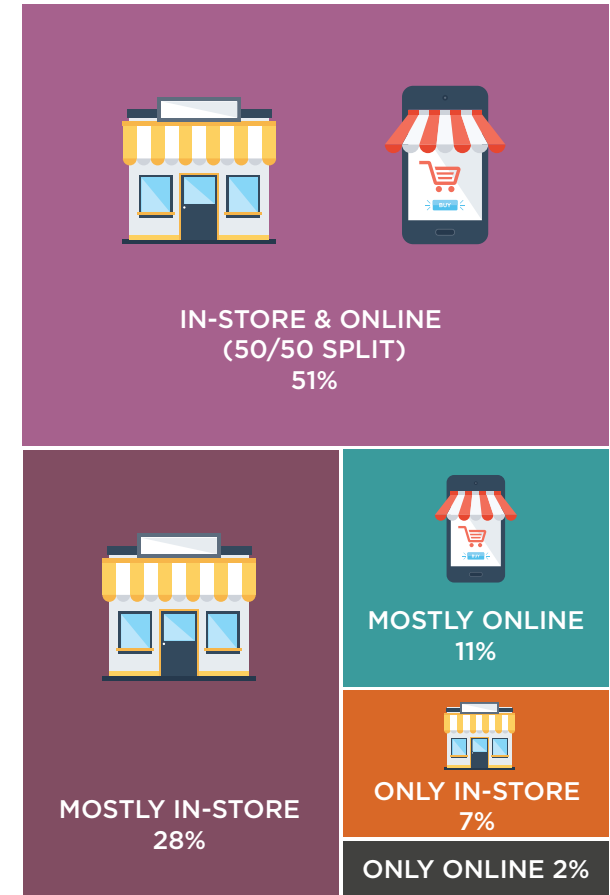 BUY
IN-STORE & ONLINE
(50/50 SPLIT)
51%
MOSTLY IN-STORE
28%
BUY
MOSTLY ONLINE
11%
ONLY IN-STORE
7%
ONLY ONLINE 2%